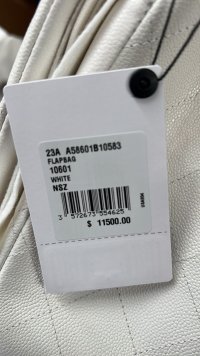 23A A58601B10583
FLAPBAG
10601
WHITE
NSZ
3 572673 554625
$ 11500.00